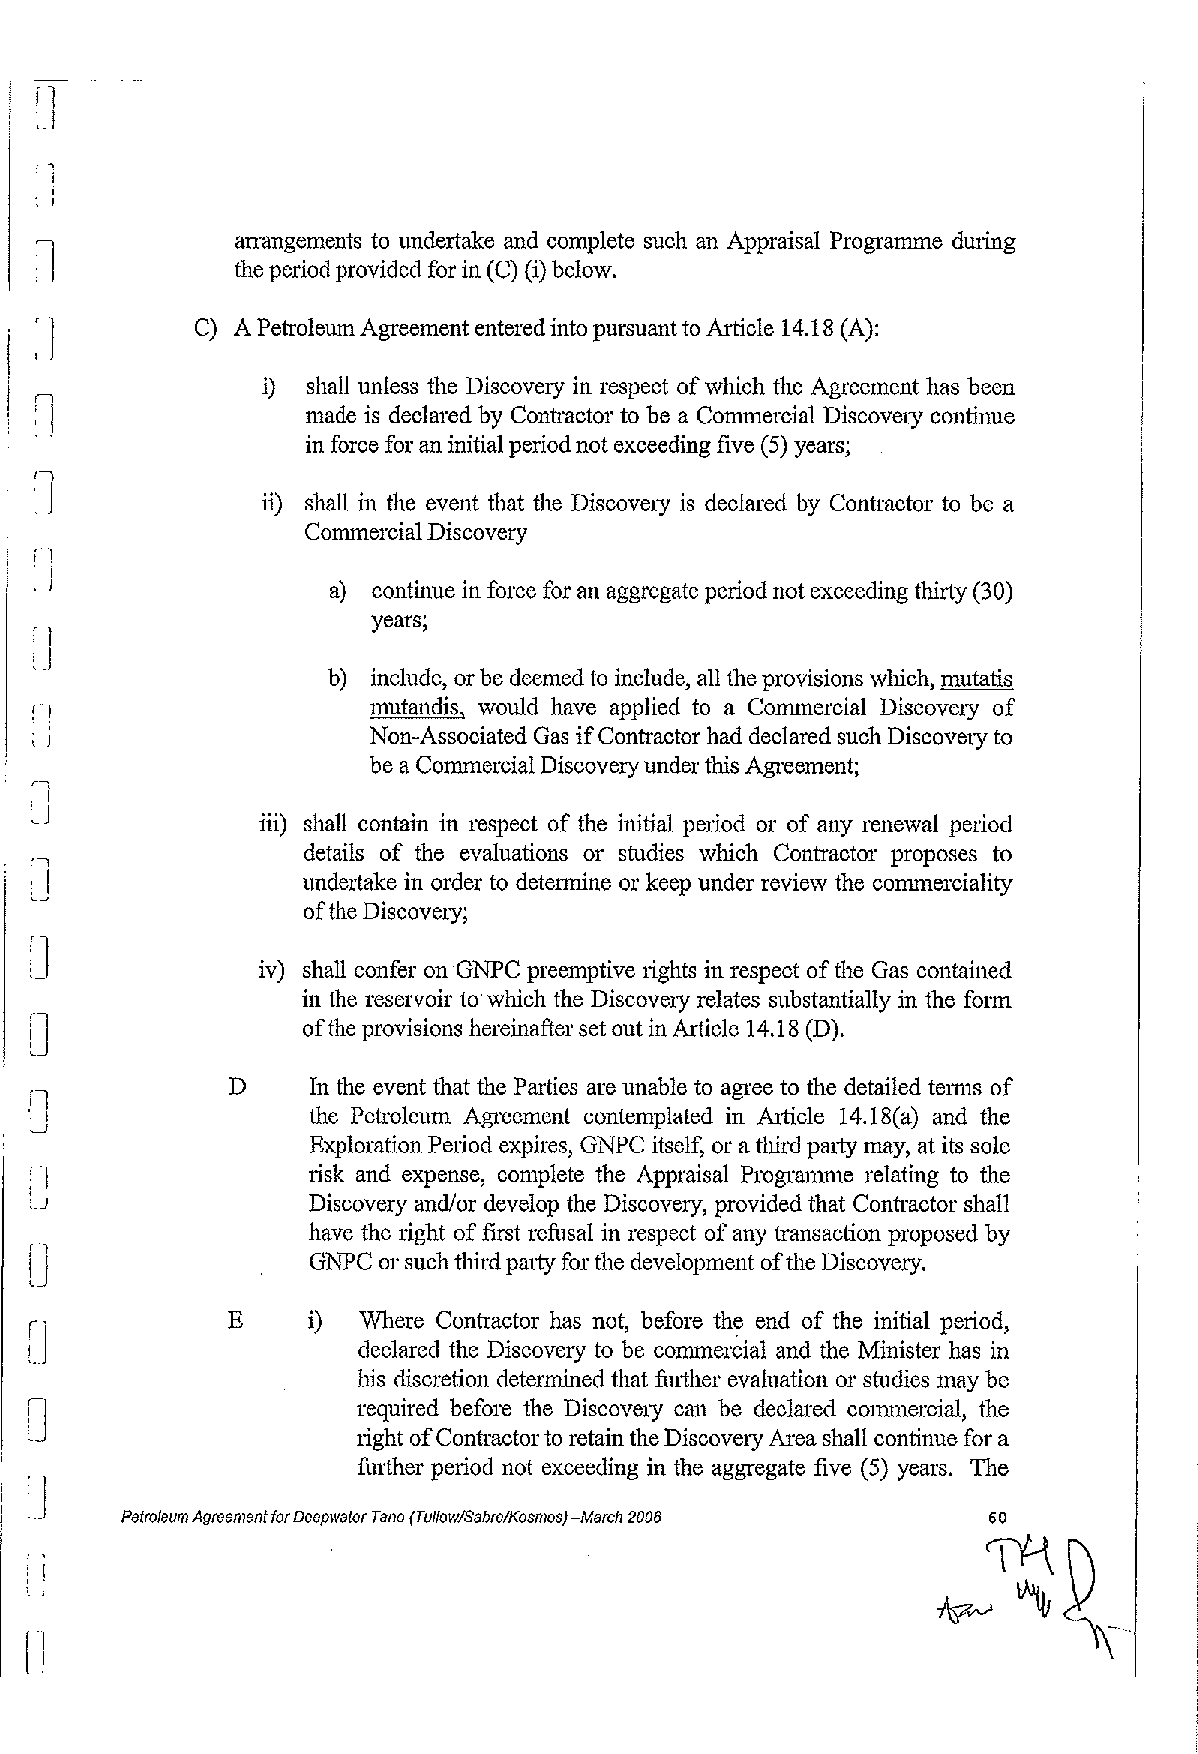 arrangements to undertake and complete such an Appraisal Programme during
the period provided for in (C) (i) below.
C) A Petroleum Agreement entered into pursuant to Article 14.18 (A):
i) shall unless the Discovery in respect of which the Agreement has been
made is declared by Contractor to be a Commercial Discovery continue
in force for an initial period not exceeding five (5) years;
ii) shall in the event that the Discovery is declared by Contractor to be a
Commercial Discovery
a) continue in force for an aggregate period not exceeding thirty (30)
years;
b) include, or be deemed to include, all the provisions which, mutatis
mutandis, would have applied to a Commercial Discovery of
Non-Associated Gas if Contractor had declared such Discovery to
be a Commercial Discovery under this Agreement;
iii) shall contain in respect of the initial period or of any renewal period
details of the evaluations or studies which Contractor proposes to
undertake in order to determine or keep under review the commerciality
of the Discovery;
iv) shall confer on GNPC preemptive rights in respect of the Gas contained
in the reservoir to which the Discovery relates substantially in the form
of the provisions hereinafter set out in Article 14.18 (D).
D In the event that the Parties are unable to agree to the detailed terms of
the Petroleum Agreement contemplated in Article 14.18(a) and the
Exploration Period expires, GNPC itself, or a third party may, at its sole
risk and expense, complete the Appraisal Programme relating to the
Discovery and/or develop the Discovery, provided that Contractor shall
have the right of first refusal in respect of any transaction proposed by
GNPC or such third party for the development of the Discovery.
E i) Where Contractor has not, before the end of the initial period,
declared the Discovery to be commercial and the Minister has in
his discretion determined that further evaluation or studies may be
required before the Discovery can be declared commercial, the
right of Contractor to retain the Discovery Area shall continue for a
further period not exceeding in the aggregate five (5) years. The
Petroleum Agreement for Deepwater Tano (Tullow/Sabre/Kosmos) –March 2006 60
TH